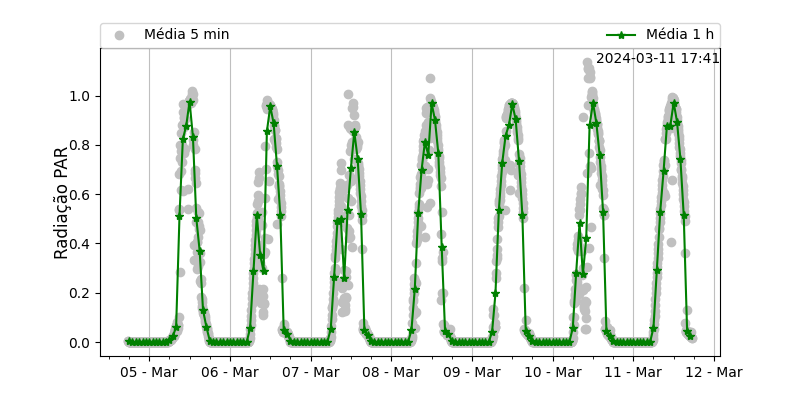 Média 5 min
Média 1 h
2024-03-11 17:41
Radiação PAR
1.0
0.8
0.6
0.4
0.2
0.0
05 - Mar
06 - Mar
07 - Mar
08 - Mar
09 - Mar
10 - Mar
11 - Mar
12 - Mar